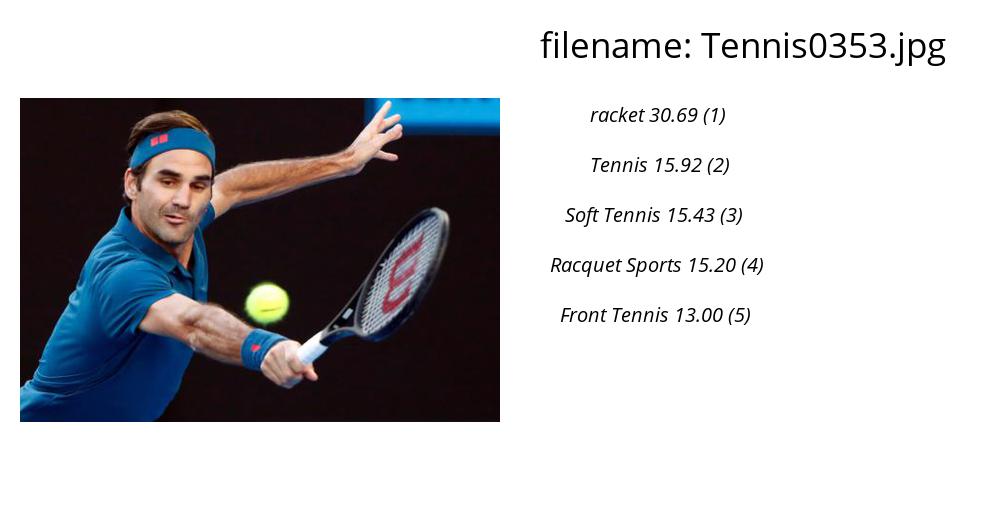 filename: Tennis0353.jpg
racket 30.69 (1)
Tennis 15.92 (2)
Soft Tennis 15.43 (3)
Racquet Sports 15.20 (4)
Front Tennis 13.00 (5)